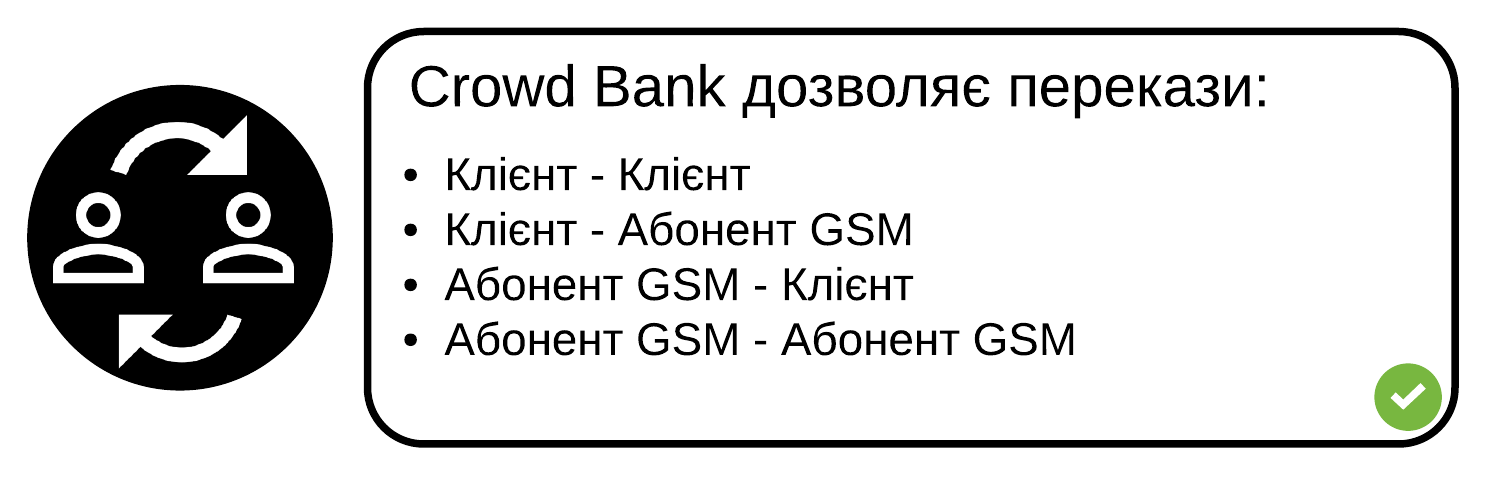 Crowd Bank дозволяє перекази:
• Клієнт - Клієнт
• Клієнт - Абонент GSM
• Абонент GSM - Клієнт
• Абонент GSM - Абонент GSM